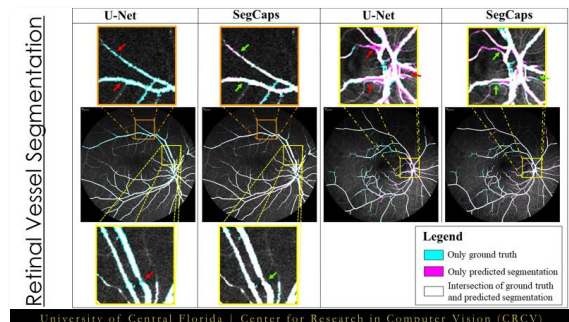 Retinal Vessel Segmentation
U-Net
SegCaps
U-Net
SegCaps
Legend
Only ground truth
Only predicted segmentation
Intersection of ground truth
and predicted segmentation
University of Central Florida | Center for Research in Computer Vision (CRCV)